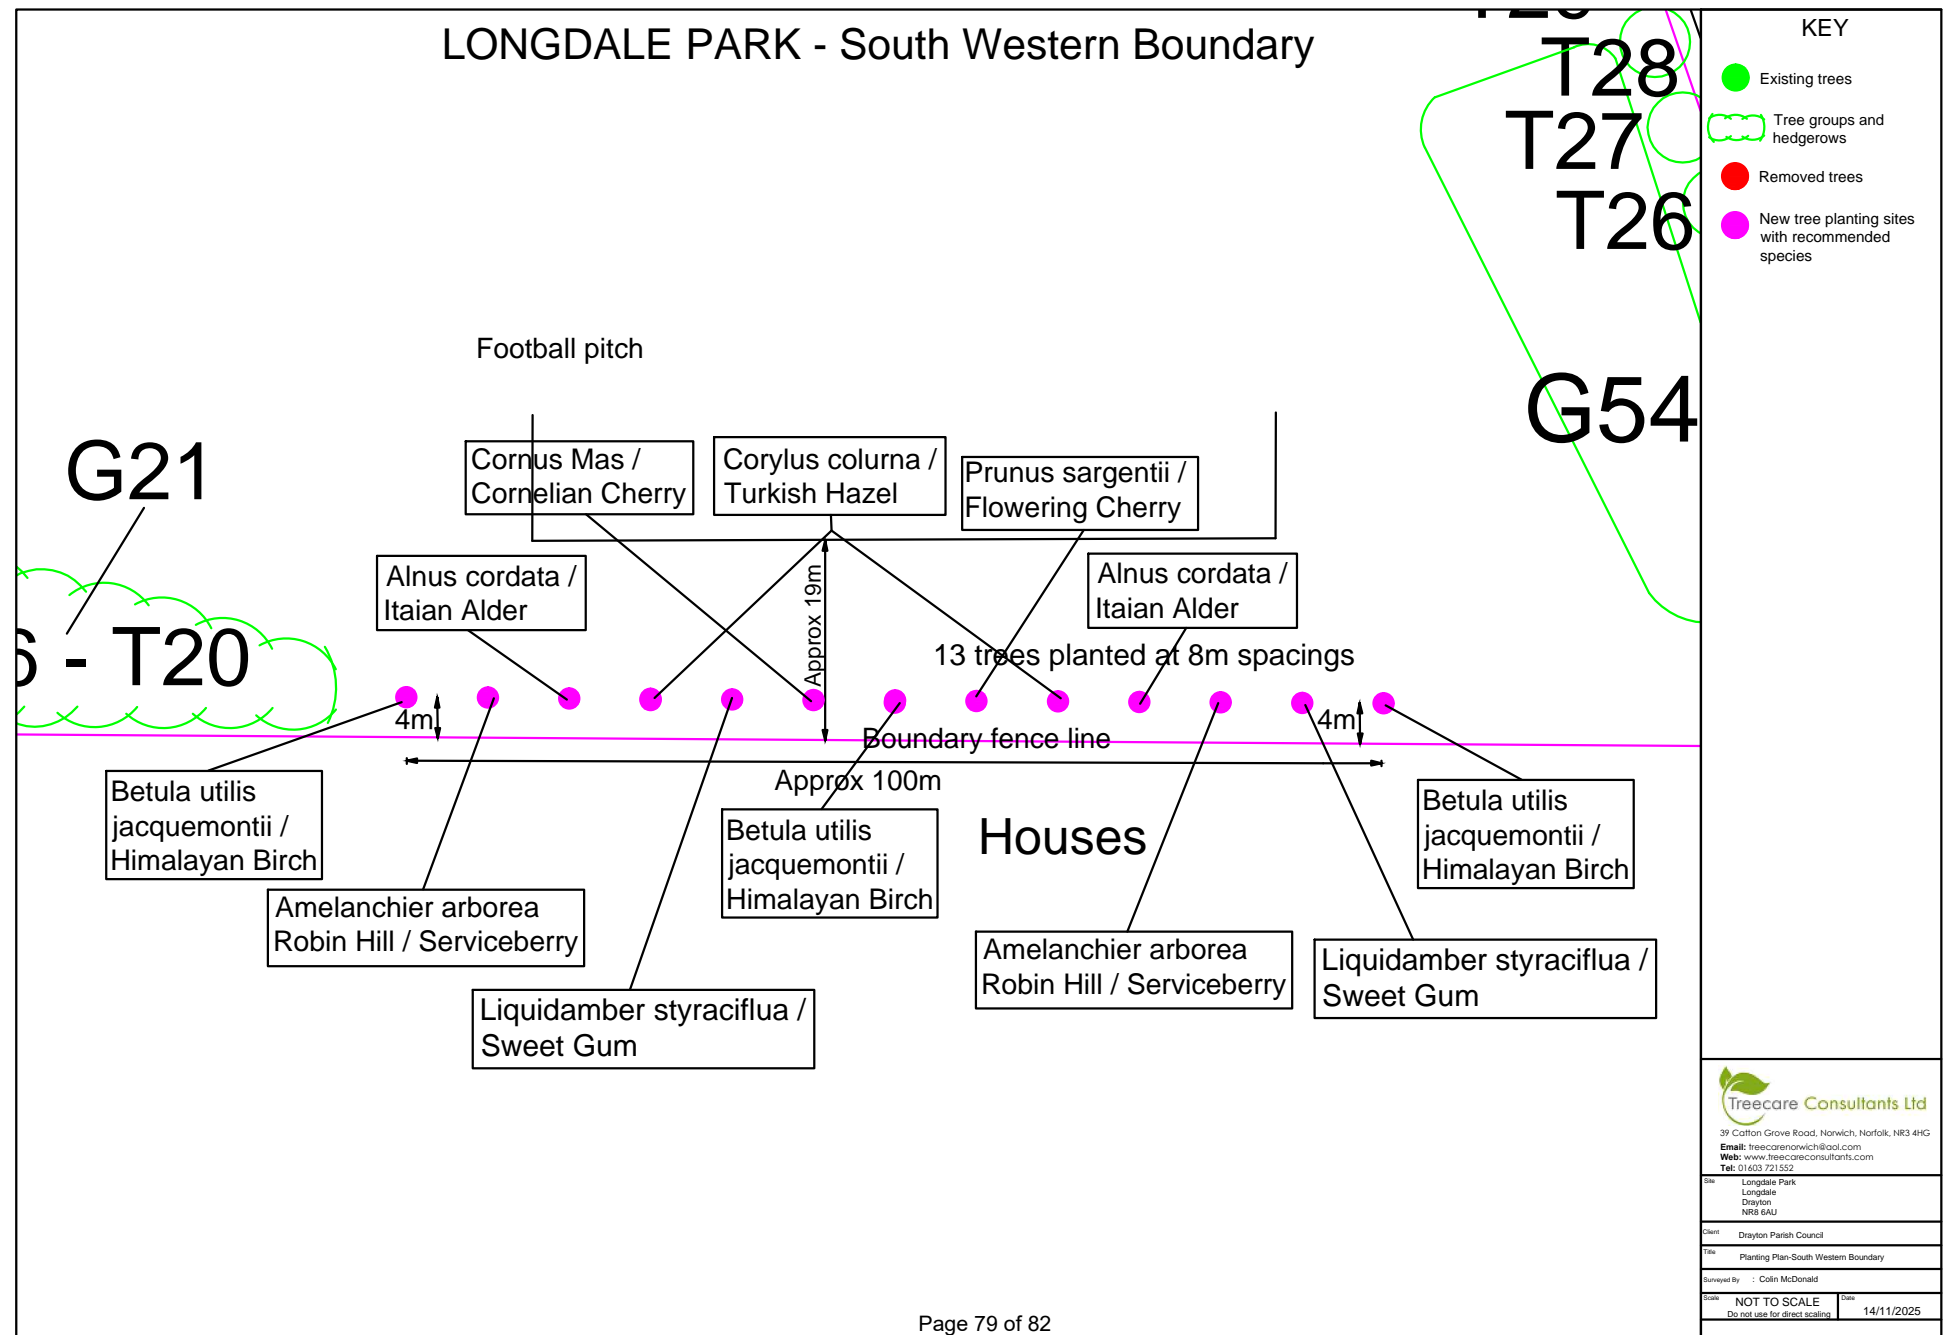 LONGDALE PARK - South Western Boundary
T28
T27
T26
G54
Football pitch
G21
6 - T20
Cornus Mas /
Cornelian Cherry
Corylus colurna /
Turkish Hazel
Prunus sargentii /
Flowering Cherry
Alnus cordata /
Itaian Alder
Approx 19m
Alnus cordata /
Itaian Alder
13 trees planted at 8m spacings
4m
4m
Boundary fence line
Approx 100m
Betula utilis
jacquemontii /
Himalayan Birch
Betula utilis
jacquemontii /
Himalayan Birch
Houses
Betula utilis
jacquemontii /
Himalayan Birch
Amelanchier arborea
Robin Hill / Serviceberry
Amelanchier arborea
Robin Hill / Serviceberry
Liquidamber styraciflua /
Sweet Gum
Liquidamber styraciflua /
Sweet Gum
Page 79 of 82
KEY
Existing trees
Tree groups and
hedgerows
Removed trees
New tree planting sites
with recommended
species
Treecare Consultants Ltd
39 Catton Grove Road, Norwich, Norfolk, NR3 4HG
Email: treecarenorwich@aol.com
Web: www.treecareconsultants.com
Tel: 01603 721552
Site
Longdale Park
Longdale
Drayton
NR8 6AU
Client
Drayton Parish Council
Title
Planting Plan-South Western Boundary
Surveyed By : Colin McDonald
Scale
NOT TO SCALE
Do not use for direct scaling
Date
14/11/2025